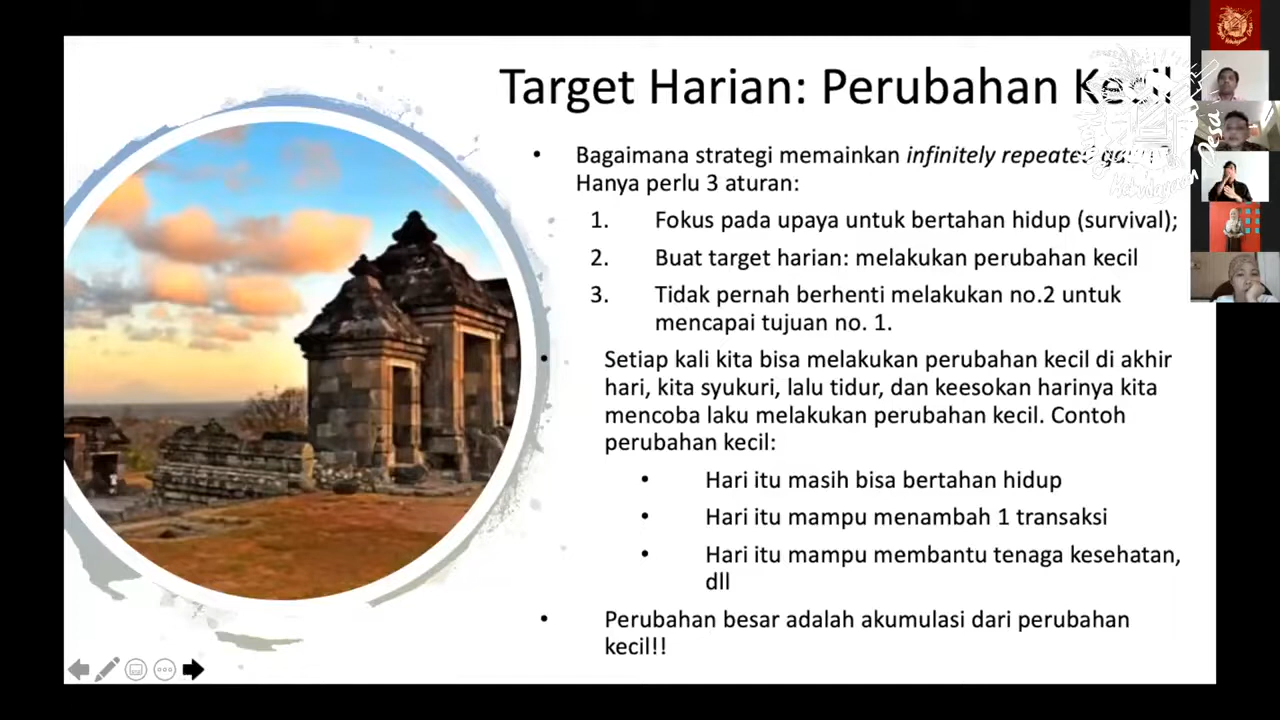 Target Harian: Perubahan Kecil
• Bagaimana strategi memainkan infinitely repeated game?
Hanya perlu 3 aturan:
1. Fokus pada upaya untuk bertahan hidup (survival);
2. Buat target harian: melakukan perubahan kecil
3. Tidak pernah berhenti melakukan no.2 untuk
mencapai tujuan no. 1.
• Setiap kali kita bisa melakukan perubahan kecil di akhir
hari, kita syukuri, lalu tidur, dan keesokan harinya kita
mencoba laku melakukan perubahan kecil. Contoh
perubahan kecil:
• Hari itu masih bisa bertahan hidup
• Hari itu mampu menambah 1 transaksi
• Hari itu mampu membantu tenaga kesehatan,
dll
• Perubahan besar adalah akumulasi dari perubahan
kecil!!
Desa